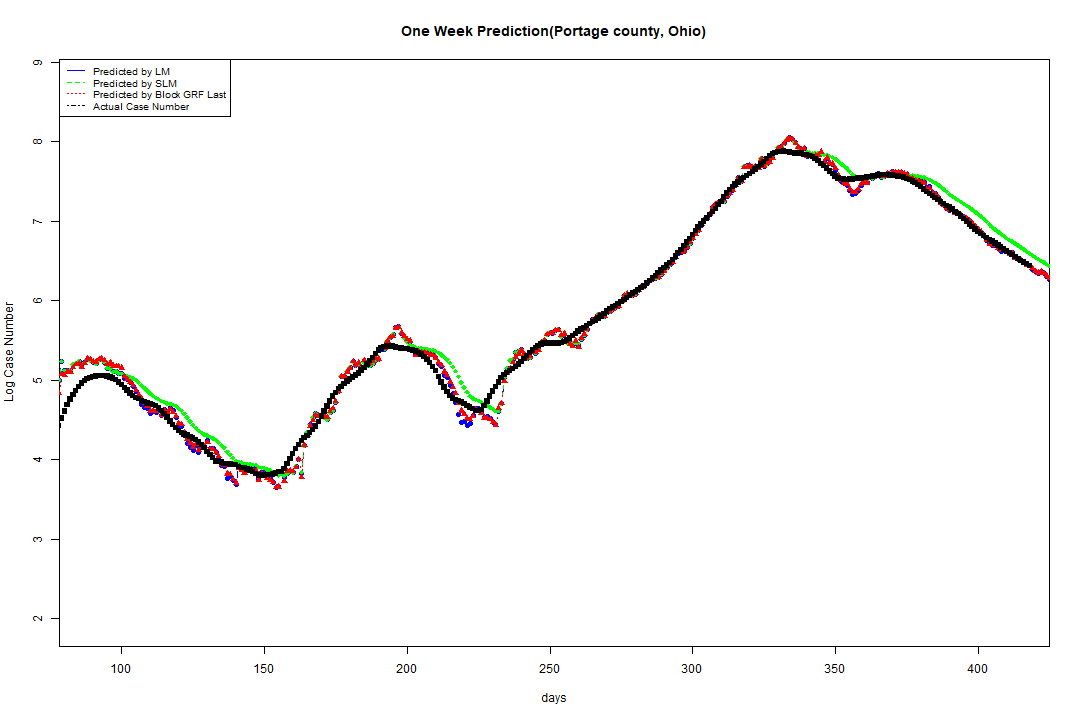 One Week Prediction(Portage county, Ohio)
Predicted by LM
Predicted by SLM
Predicted by Block GRF Last
Actual Case Number
Log Case Number
9
8
7
6
5
4
3
2
100 150 200 250 300 350 400
days